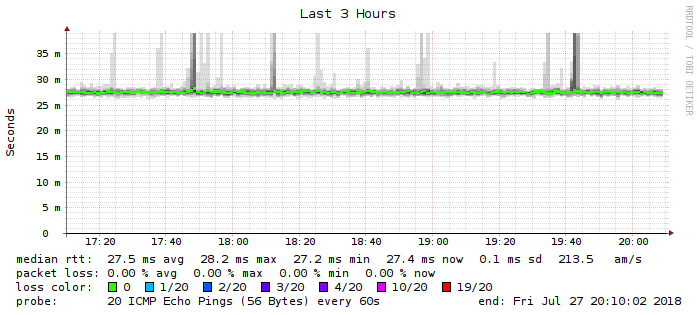 Last 3 Hours
RRDTOOL / TOBI OETIKER
Seconds
35 m
30 m
25 m
20 m
15 m
10 m
5 m
0
17:20 17:40 18:00 18:20 18:40 19:00 19:20 19:40 20:00
median rtt: 27.5 ms avg 28.2 ms max 27.2 ms min 27.4 ms now 0.1 ms sd 213.5 am/s
packet loss: 0.00 % avg 0.00 % max 0.00 % min 0.00 % now
loss color: 0 1/20 2/20 3/20 4/20 10/20 19/20
probe: 20 ICMP Echo Pings (56 Bytes) every 60s end: Fri Jul 27 20:10:02 2018